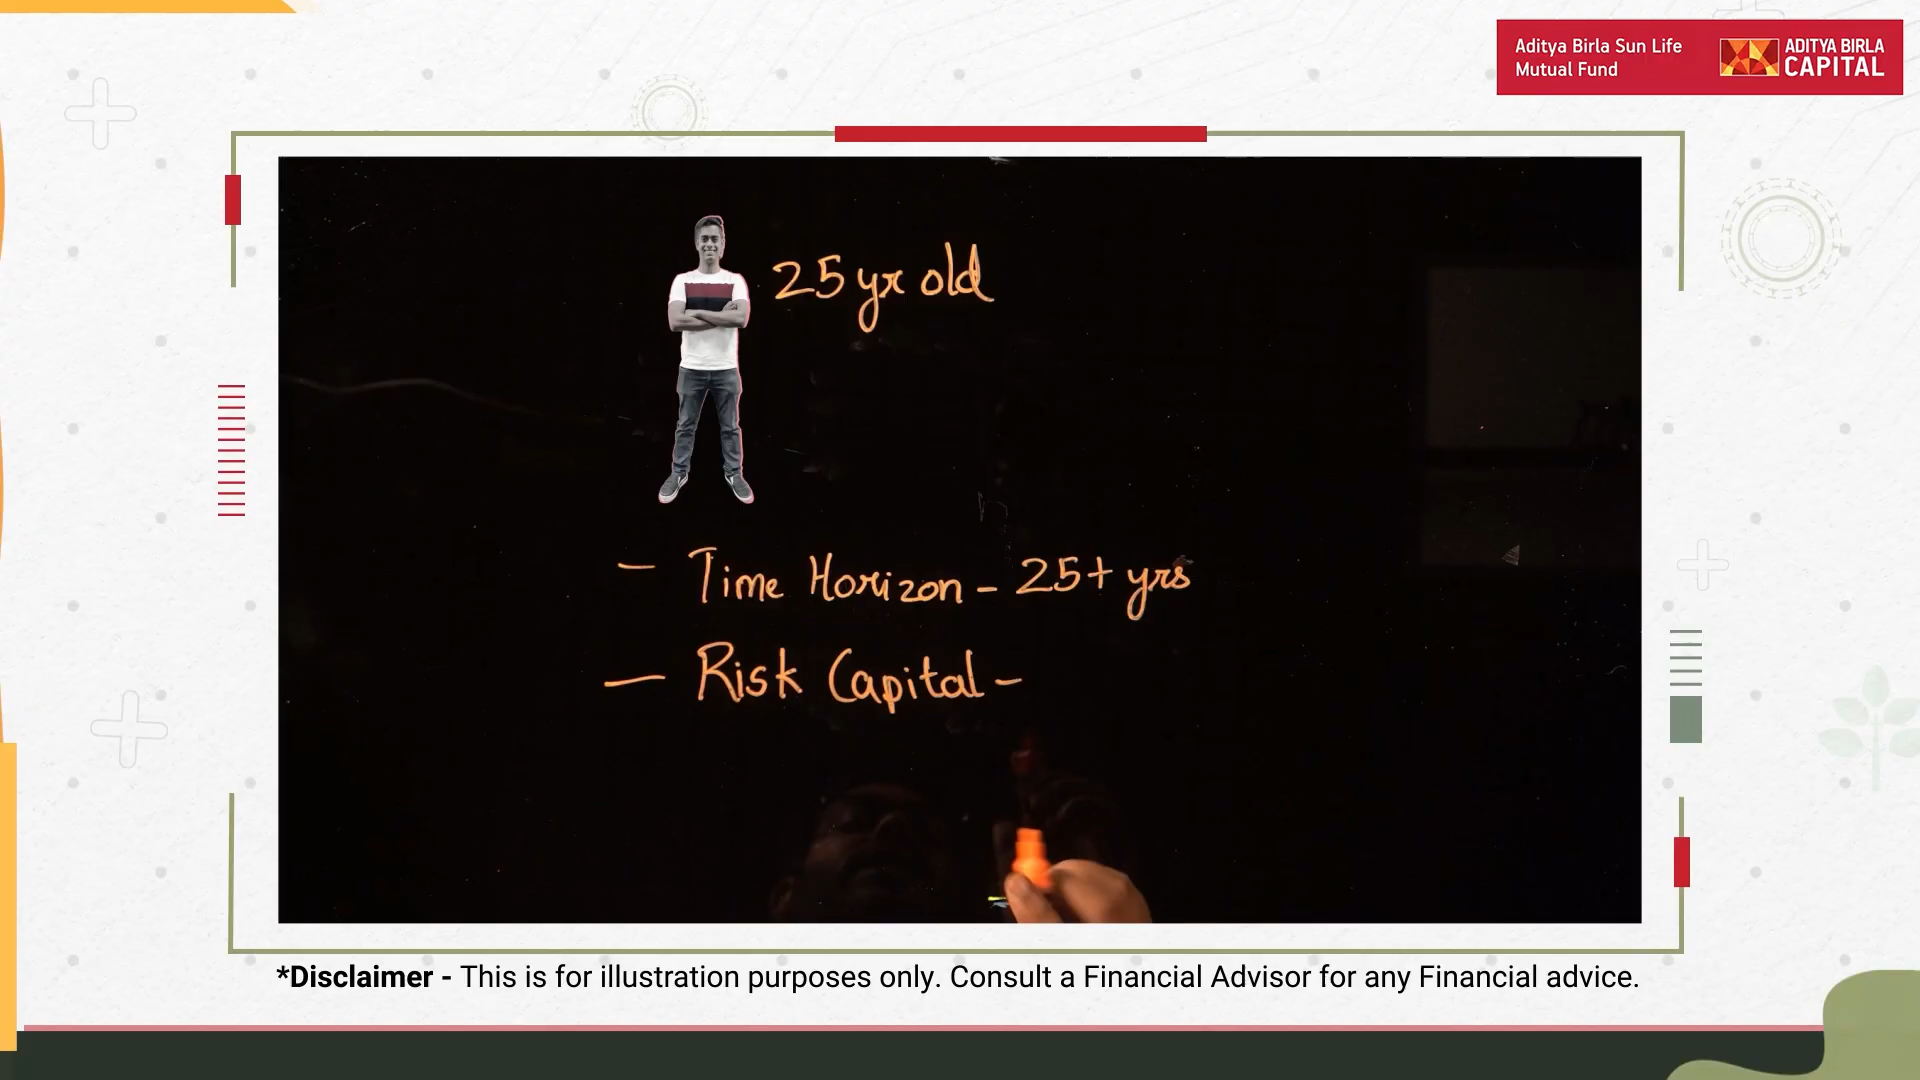 Aditya Birla Sun Life
Mutual Fund
ADITYA BIRLA
CAPITAL
25 yr old
- Time Horizon - 25+ yrs
- Risk Capital -
*Disclaimer - This is for illustration purposes only. Consult a Financial Advisor for any Financial advice.